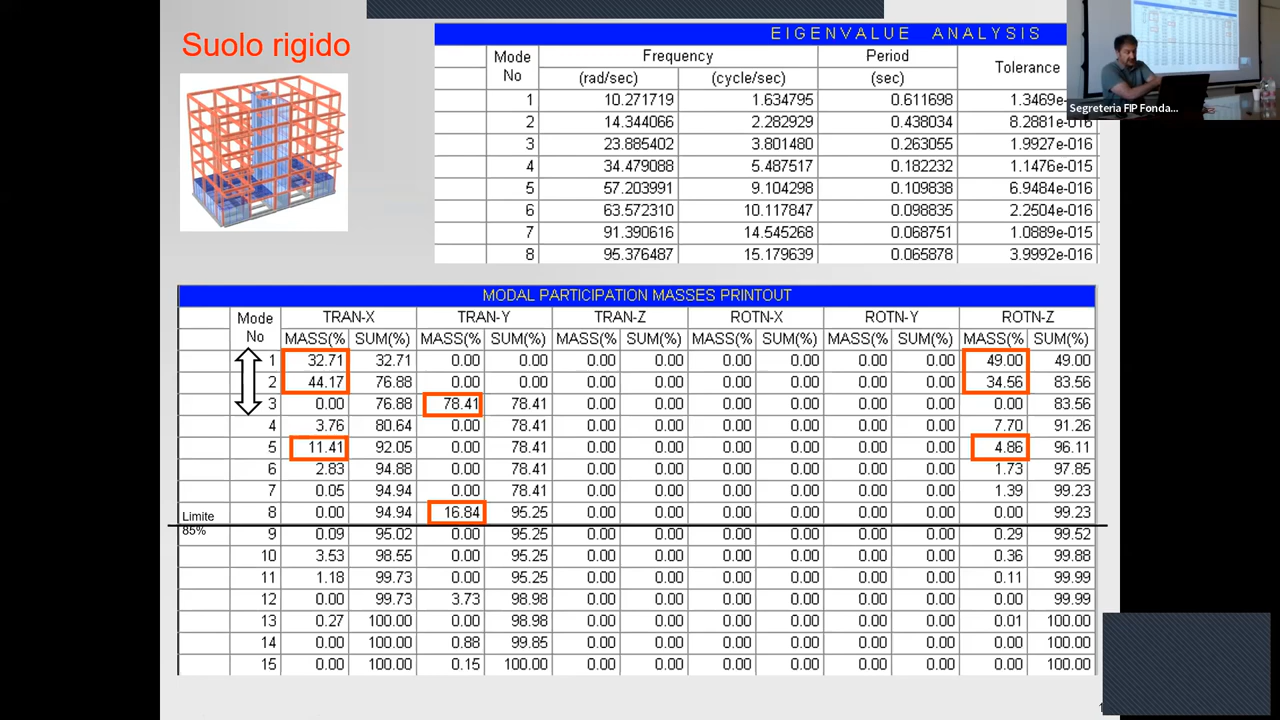 Suolo rigido
EIGENVALUE ANALYSIS
Mode No Frequency Period Tolerance
(rad/sec) (cycle/sec) (sec)
1 10.271719 1.634795 0.611698 1.3469e-
2 14.344066 2.282929 0.438034 8.2881e-016
3 23.885402 3.801480 0.263055 1.9927e-016
4 34.479088 5.487517 0.182232 1.1476e-015
5 57.203991 9.104298 0.109838 6.9484e-016
6 63.572310 10.117847 0.098835 2.2504e-016
7 91.390616 14.545268 0.068751 1.0889e-015
8 95.376487 15.179639 0.065878 3.9992e-016
Segreteria FIP Fonda...
MODAL PARTICIPATION MASSES PRINTOUT
Mode No TRAN-X TRAN-Y TRAN-Z ROTN-X ROTN-Y ROTN-Z
MASS(% SUM(%) MASS(% SUM(%) MASS(% SUM(%) MASS(% SUM(%) MASS(% SUM(%) MASS(% SUM(%)
1 32.71 32.71 0.00 0.00 0.00 0.00 0.00 0.00 0.00 0.00 49.00 49.00
2 44.17 76.88 0.00 0.00 0.00 0.00 0.00 0.00 0.00 0.00 34.56 83.56
3 0.00 76.88 78.41 78.41 0.00 0.00 0.00 0.00 0.00 0.00 0.00 83.56
4 3.76 80.64 0.00 78.41 0.00 0.00 0.00 0.00 0.00 0.00 7.70 91.26
5 11.41 92.05 0.00 78.41 0.00 0.00 0.00 0.00 0.00 0.00 4.86 96.11
6 2.83 94.88 0.00 78.41 0.00 0.00 0.00 0.00 0.00 0.00 1.73 97.85
7 0.05 94.94 0.00 78.41 0.00 0.00 0.00 0.00 0.00 0.00 1.39 99.23
8 0.00 94.94 16.84 95.25 0.00 0.00 0.00 0.00 0.00 0.00 0.00 99.23
Limite
85%
9 0.09 95.02 0.00 95.25 0.00 0.00 0.00 0.00 0.00 0.00 0.29 99.52
10 3.53 98.55 0.00 95.25 0.00 0.00 0.00 0.00 0.00 0.00 0.36 99.88
11 1.18 99.73 0.00 95.25 0.00 0.00 0.00 0.00 0.00 0.00 0.11 99.99
12 0.00 99.73 3.73 98.98 0.00 0.00 0.00 0.00 0.00 0.00 0.00 99.99
13 0.27 100.00 0.00 98.98 0.00 0.00 0.00 0.00 0.00 0.00 0.01 100.00
14 0.00 100.00 0.88 99.85 0.00 0.00 0.00 0.00 0.00 0.00 0.00 100.00
15 0.00 100.00 0.15 100.00 0.00 0.00 0.00 0.00 0.00 0.00 0.00 100.00